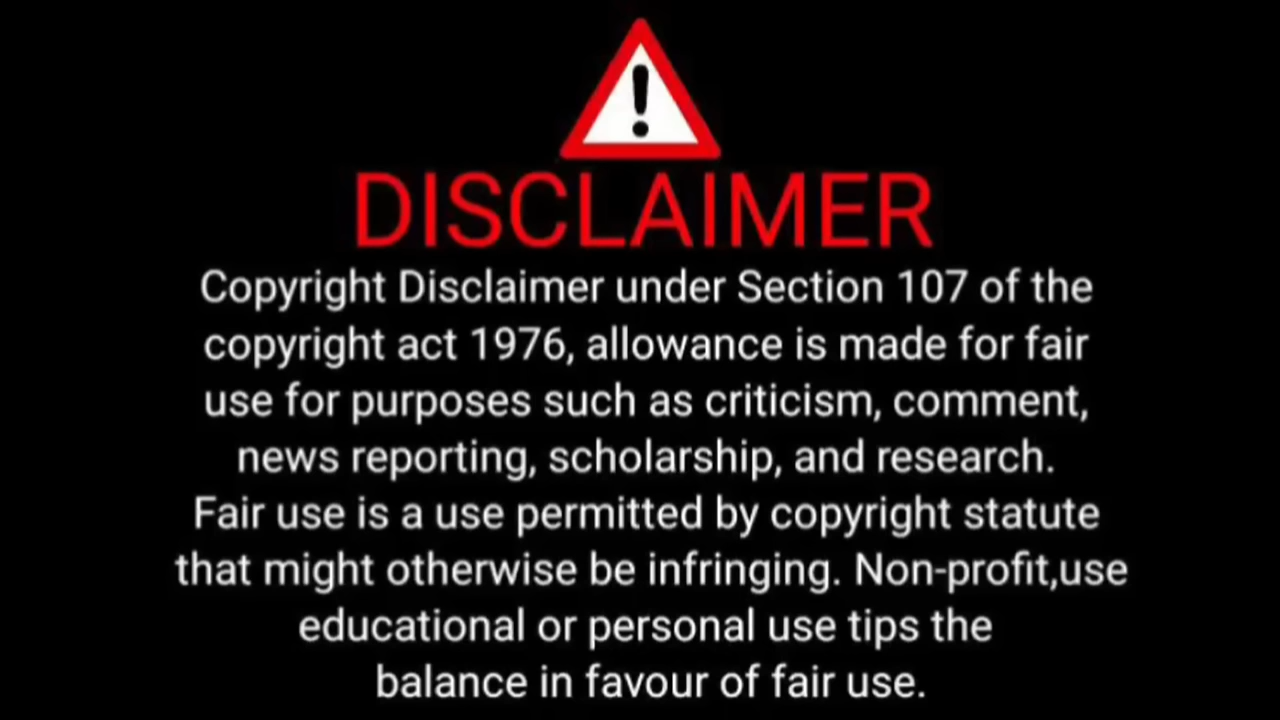 DISCLAIMER
Copyright Disclaimer under Section 107 of the
copyright act 1976, allowance is made for fair
use for purposes such as criticism, comment,
news reporting, scholarship, and research.
Fair use is a use permitted by copyright statute
that might otherwise be infringing. Non-profit,use
educational or personal use tips the
balance in favour of fair use.